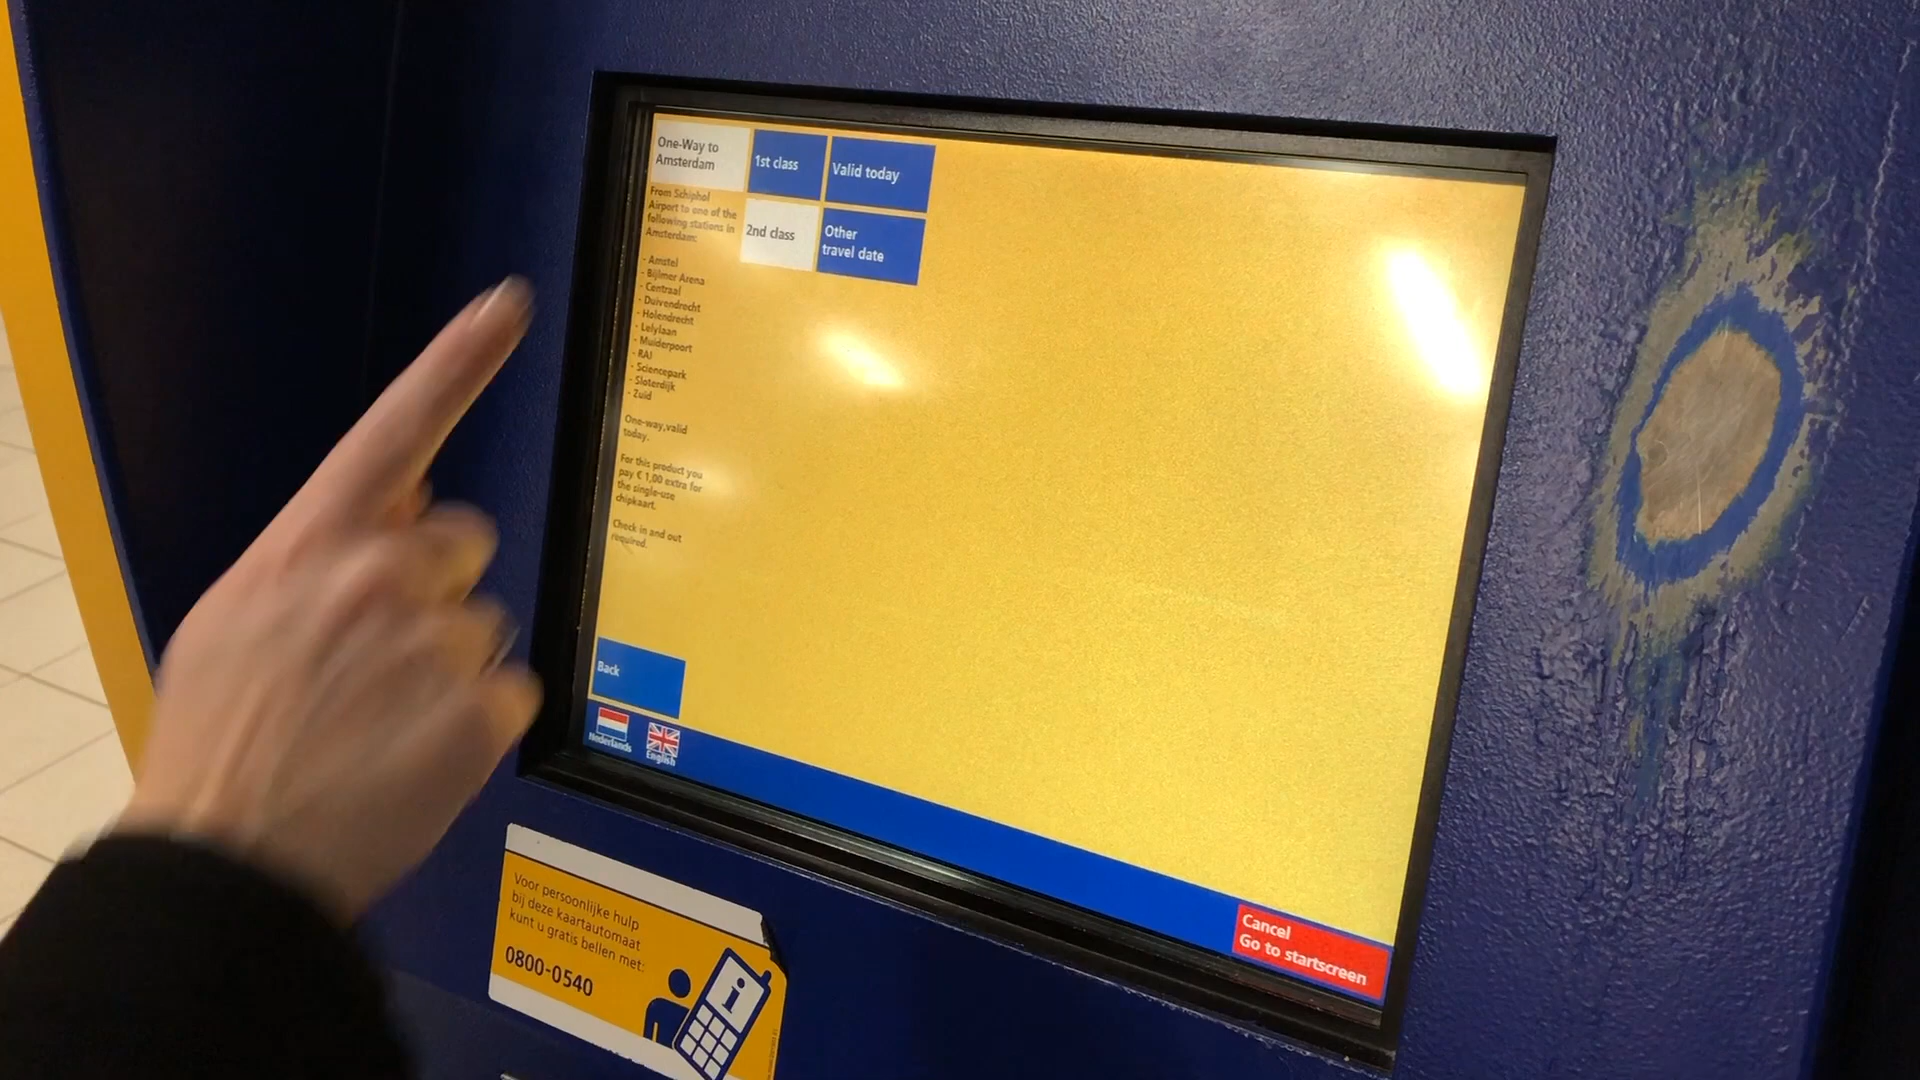 One-Way to
Amsterdam
1st class
Valid today
2nd class
Other
travel date
From Schiphol
Airport to one of the
following stations in
Amsterdam:
- Amstel
- Bijlmer Arena
- Centraal
- Duivendrecht
- Holendrecht
- Lelylaan
- Muiderpoort
- RAI
- Sciencepark
- Sloterdijk
- Zuid
One-way,valid
today.
For this product you
pay € 1,00 extra for
the single-use
chipkaart.
Check in and out
required.
Back
Nederlands
English
Cancel
Go to startscreen
Voor persoonlijke hulp
bij deze kaartautomaat
kunt u gratis bellen met:
0800-0540
i